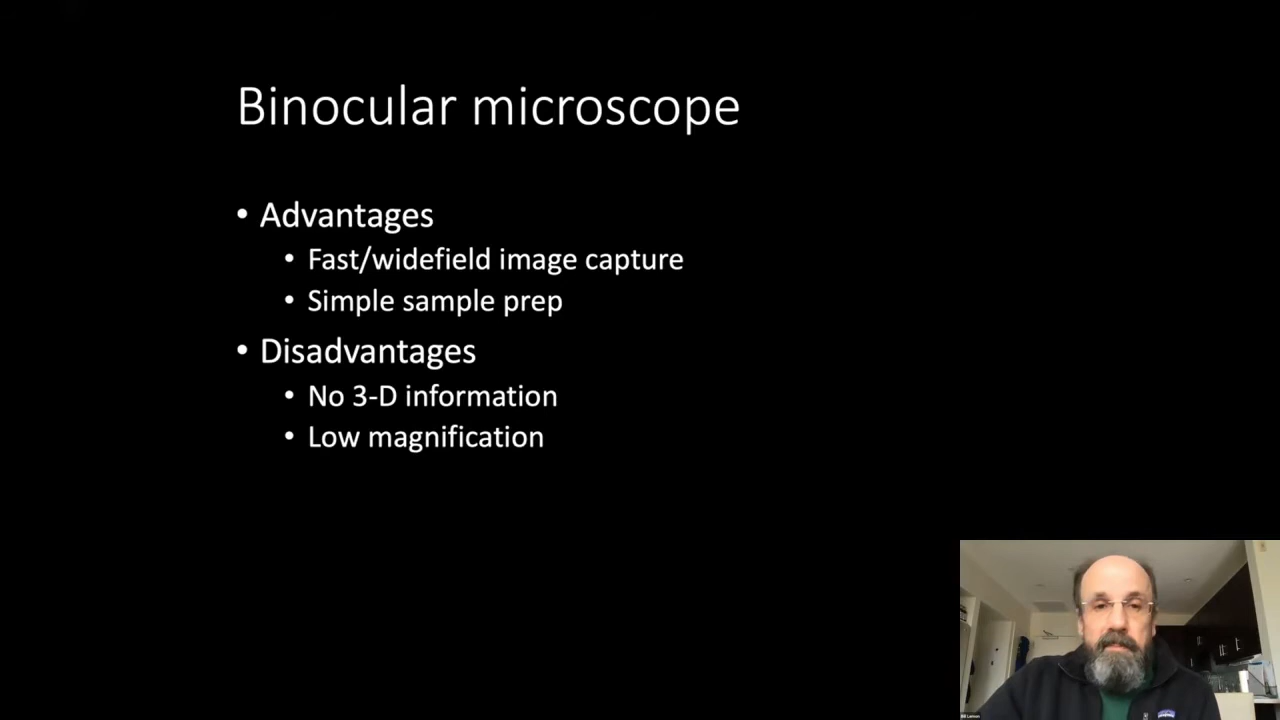 Binocular microscope
• Advantages
• Fast/widefield image capture
• Simple sample prep
• Disadvantages
• No 3-D information
• Low magnification